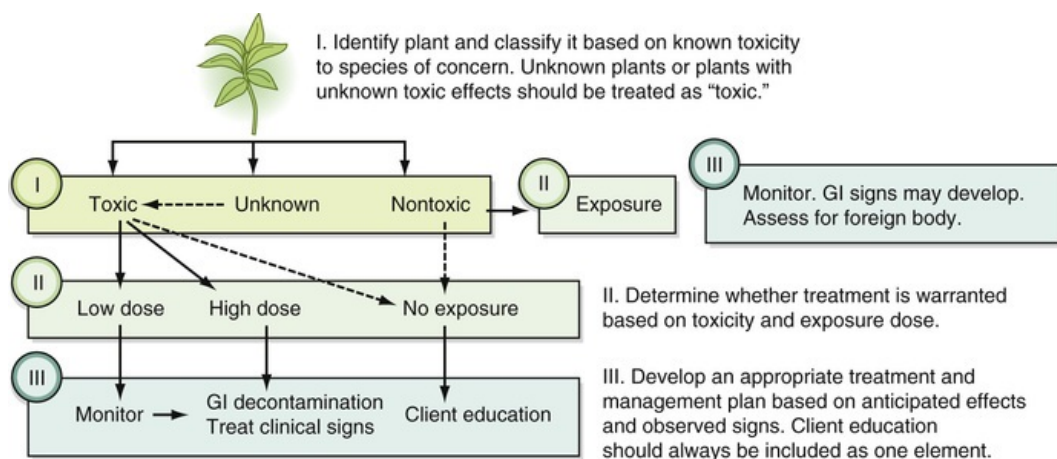 I. Identify plant and classify it based on known toxicity
to species of concern. Unknown plants or plants with
unknown toxic effects should be treated as “toxic.”
I
Toxic
Unknown
Nontoxic
II
Exposure
III
Monitor. GI signs may develop.
Assess for foreign body.
II
Low dose
High dose
No exposure
II. Determine whether treatment is warranted
based on toxicity and exposure dose.
III
Monitor
GI decontamination
Treat clinical signs
Client education
III. Develop an appropriate treatment and
management plan based on anticipated effects
and observed signs. Client education
should always be included as one element.